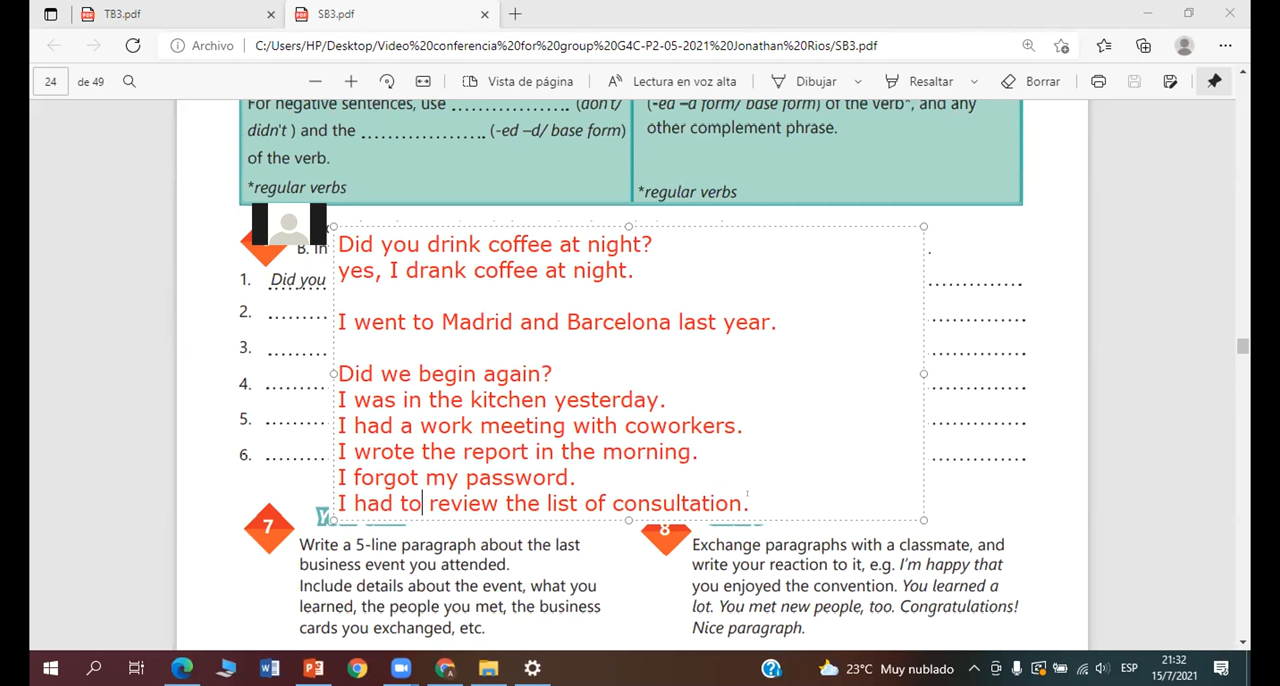 TB3.pdf
SB3.pdf
Archivo
C:/Users/HP/Desktop/Video%20conferencia%20for%20group%20G4C-P2-05-2021%20Jonathan%20Rios/SB3.pdf
24 de 49
Vista de página
Lectura en voz alta
Dibujar
Resaltar
Borrar
For negative sentences, use .................. (don't/
didn't ) and the ................... (-ed –d/ base form)
of the verb.
*regular verbs
(-ed –d form/ base form) of the verb*, and any
other complement phrase.
*regular verbs
B. In
1. Did you
2.
3.
4.
5.
6.
Did you drink coffee at night?
yes, I drank coffee at night.
I went to Madrid and Barcelona last year.
Did we begin again?
I was in the kitchen yesterday.
I had a work meeting with coworkers.
I wrote the report in the morning.
I forgot my password.
I had to review the list of consultation.
7
Write a 5-line paragraph about the last
business event you attended.
Include details about the event, what you
learned, the people you met, the business
cards you exchanged, etc.
8
Exchange paragraphs with a classmate, and
write your reaction to it, e.g. I'm happy that
you enjoyed the convention. You learned a
lot. You met new people, too. Congratulations!
Nice paragraph.
23°C Muy nublado
ESP
21:32
15/7/2021